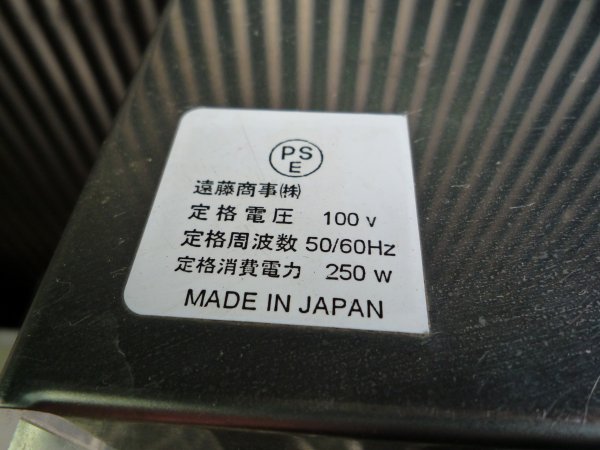 PS
E
遠藤商事㈱
定格電圧 100 V
定格周波数 50/60Hz
定格消費電力 250 W
MADE IN JAPAN